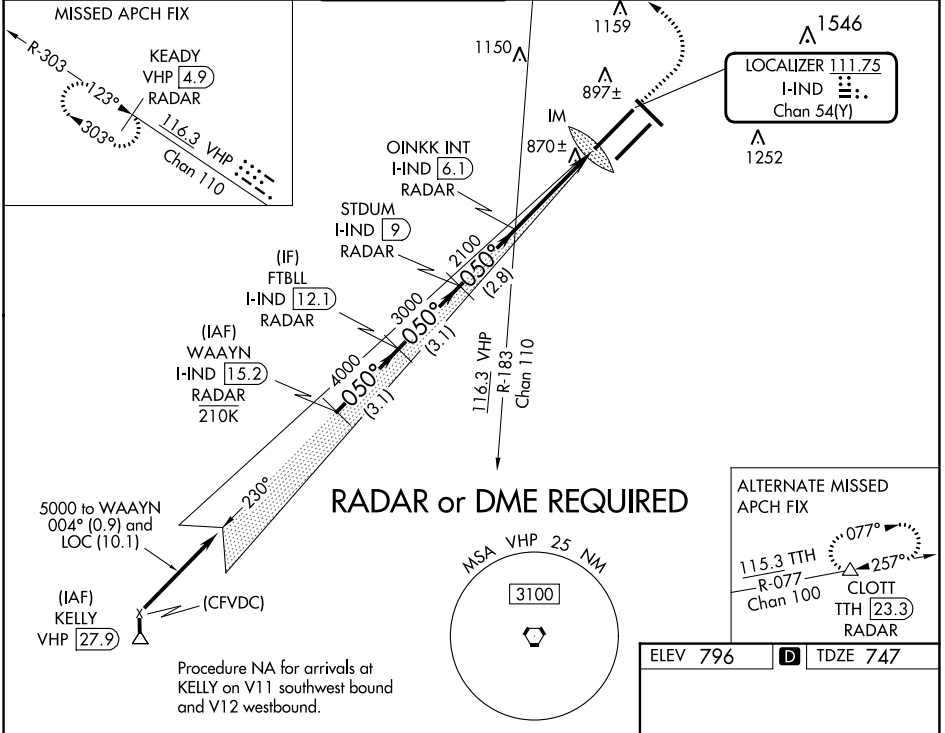 MISSED APCH FIX
R-303
KEADY
VHP 4.9
RADAR
123°
303°
116.3 VHP
Chan 110
1150
1159
1546
897±
LOCALIZER 111.75
I-IND
Chan 54(Y)
1252
IM
870±
OINKK INT
I-IND 6.1
RADAR
STDUM
I-IND 9
RADAR
(IF)
FTBLL
I-IND 12.1
RADAR
(IAF)
WAAYN
I-IND 15.2
RADAR
210K
2100
050°
(2.8)
3000
050°
(3.1)
4000
050°
(3.1)
116.3 VHP
R-183
Chan 110
230°
5000 to WAAYN
004° (0.9) and
LOC (10.1)
(IAF)
KELLY
VHP 27.9
(CFVDC)
RADAR or DME REQUIRED
MSA VHP 25 NM
3100
Procedure NA for arrivals at
KELLY on V11 southwest bound
and V12 westbound.
ALTERNATE MISSED
APCH FIX
077°
257°
115.3 TTH
R-077
Chan 100
CLOTT
TTH 23.3
RADAR
ELEV 796 D TDZE 747